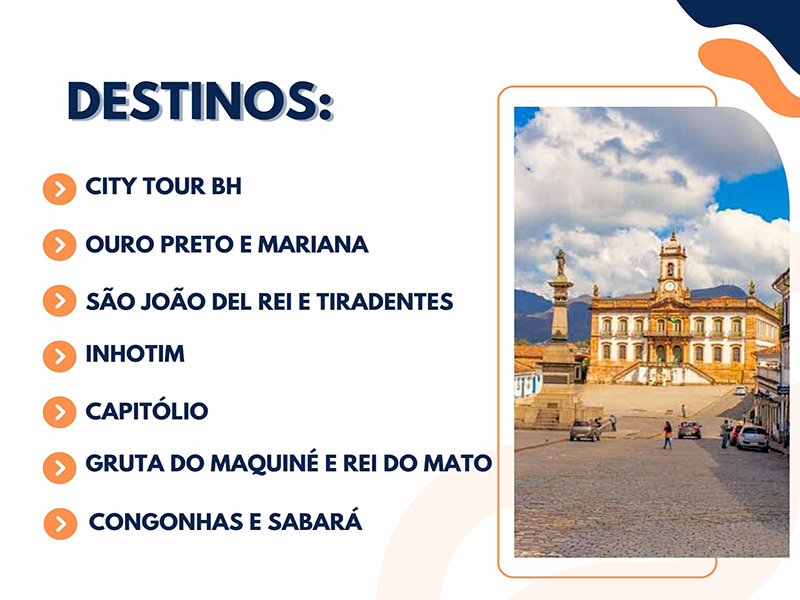 DESTINOS:
CITY TOUR BH
OURO PRETO E MARIANA
SÃO JOÃO DEL REI E TIRADENTES
INHOTIM
CAPITÓLIO
GRUTA DO MAQUINÉ E REI DO MATO
CONGONHAS E SABARÁ